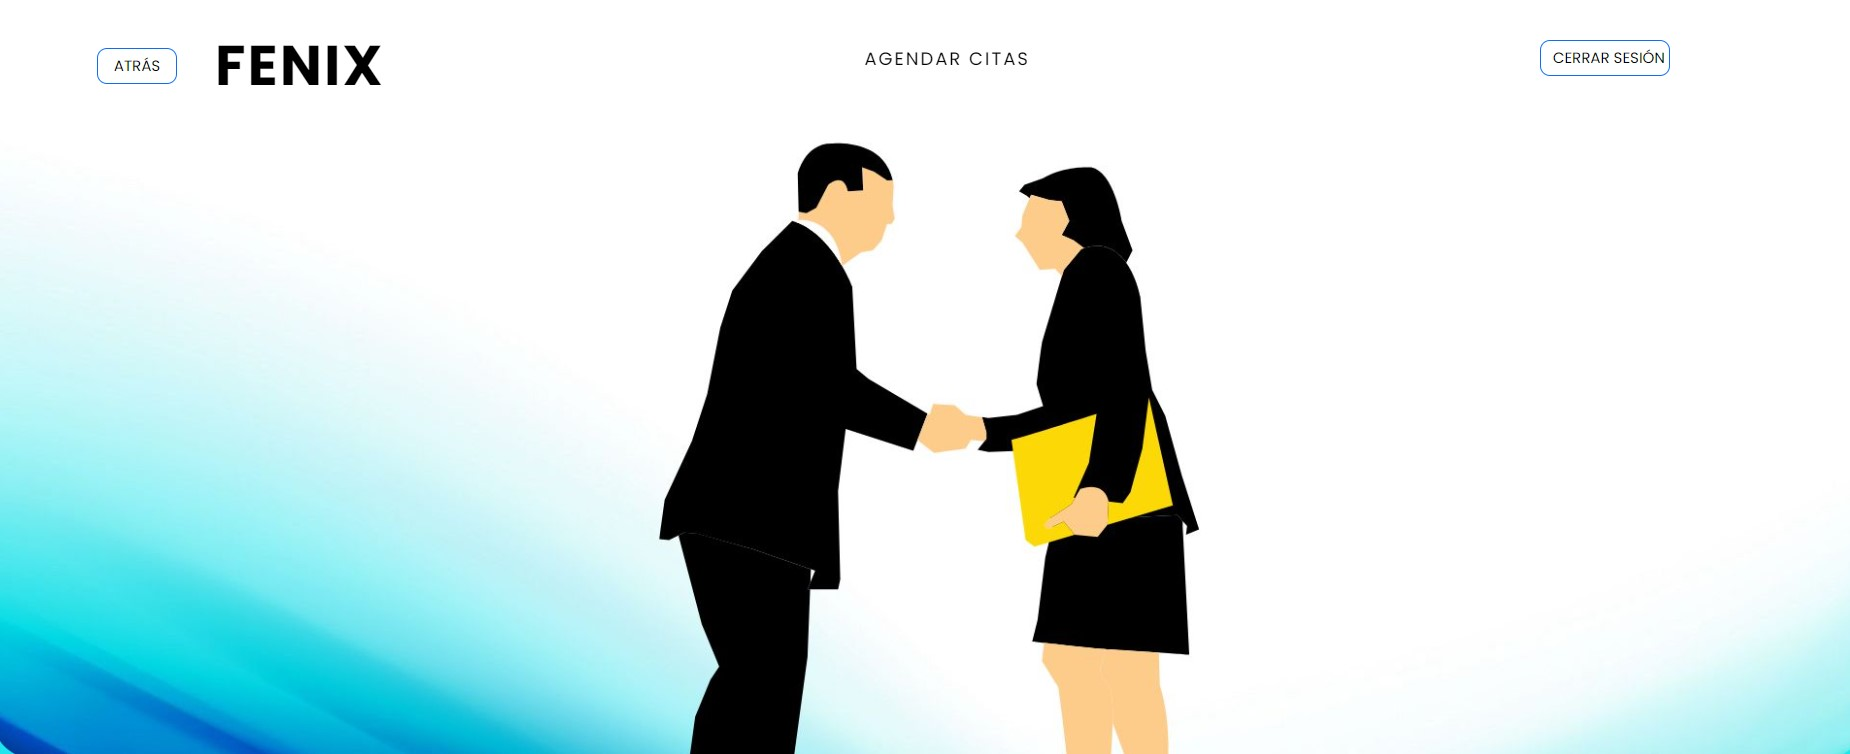 ATRÁS
FENIX
AGENDAR CITAS
CERRAR SESIÓN